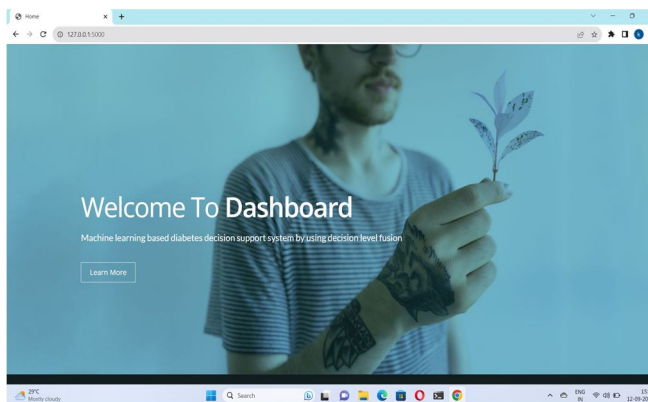 Home
127.0.0.1:5000
Welcome To Dashboard
Machine learning based diabetes decision support system by using decision level fusion
Learn More
29°C
Mostly cloudy
Search
ENG
IN